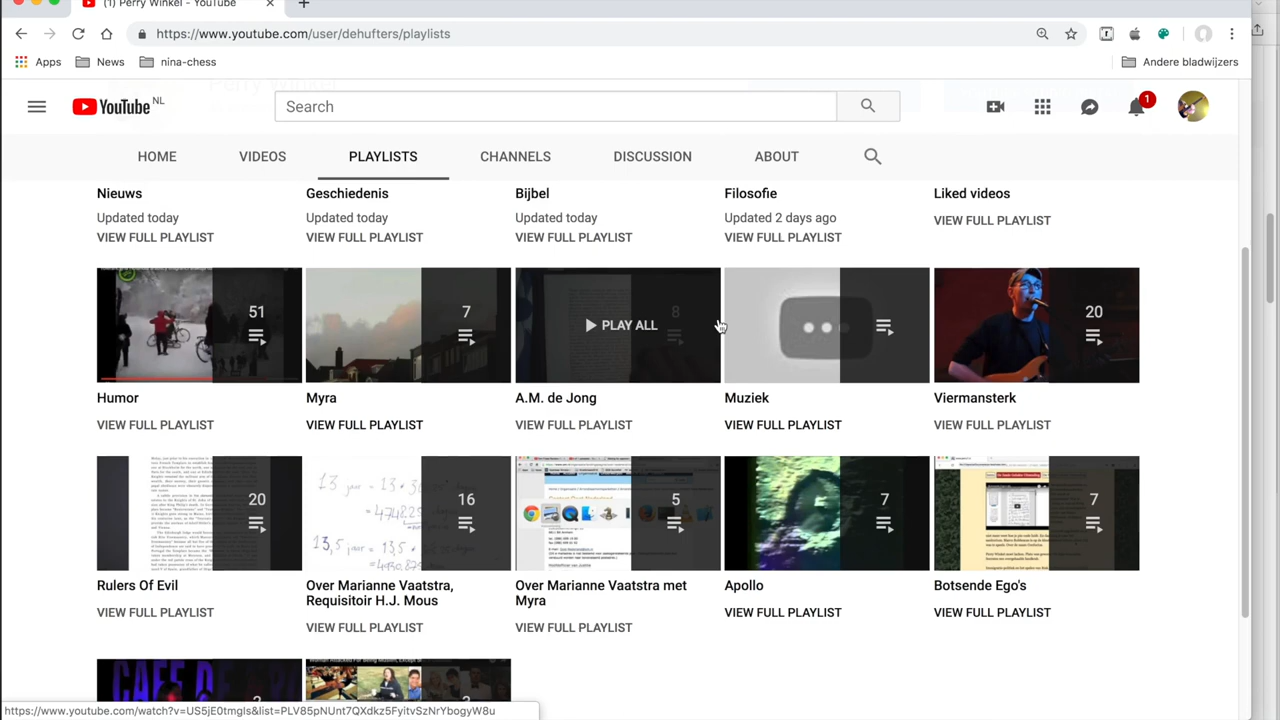 (1) Perry Winkel - YouTube
https://www.youtube.com/user/dehufters/playlists
Apps News nina-chess Andere bladwijzers
YouTube NL Search 1
HOME VIDEOS PLAYLISTS CHANNELS DISCUSSION ABOUT
Nieuws Geschiedenis Bijbel Filosofie Liked videos
Updated today Updated today Updated today Updated 2 days ago VIEW FULL PLAYLIST
VIEW FULL PLAYLIST VIEW FULL PLAYLIST VIEW FULL PLAYLIST VIEW FULL PLAYLIST
51 7 8 20
PLAY ALL
Humor Myra A.M. de Jong Muziek Viermansterk
VIEW FULL PLAYLIST VIEW FULL PLAYLIST VIEW FULL PLAYLIST VIEW FULL PLAYLIST VIEW FULL PLAYLIST
20 16 5 7 7
Rulers Of Evil Over Marianne Vaatstra, Over Marianne Vaatstra met Apollo Botsende Ego's
Requisitoir H.J. Mous Myra
VIEW FULL PLAYLIST VIEW FULL PLAYLIST VIEW FULL PLAYLIST
VIEW FULL PLAYLIST VIEW FULL PLAYLIST
CAFE DE
https://www.youtube.com/watch?v=US5jE0tmgIs&list=PLV85pNUnt7QXdkz5FyitvSzNrYbogyW8u